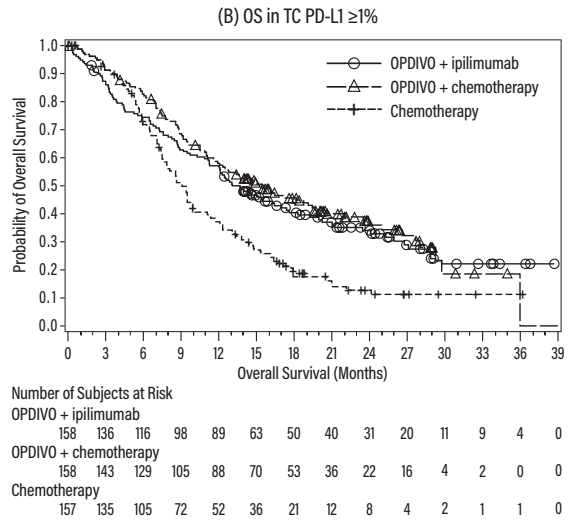 (B) OS in TC PD-L1 ≥1%
1.0
0.9
0.8
0.7
0.6
0.5
0.4
0.3
0.2
0.1
0.0
Probability of Overall Survival
OPDIVO + ipilimumab
OPDIVO + chemotherapy
Chemotherapy
0 3 6 9 12 15 18 21 24 27 30 33 36 39
Overall Survival (Months)
Number of Subjects at Risk
OPDIVO + ipilimumab
158 136 116 98 89 63 50 40 31 20 11 9 4 0
OPDIVO + chemotherapy
158 143 129 105 88 70 53 36 22 16 4 2 0 0
Chemotherapy
157 135 105 72 52 36 21 12 8 4 2 1 1 0